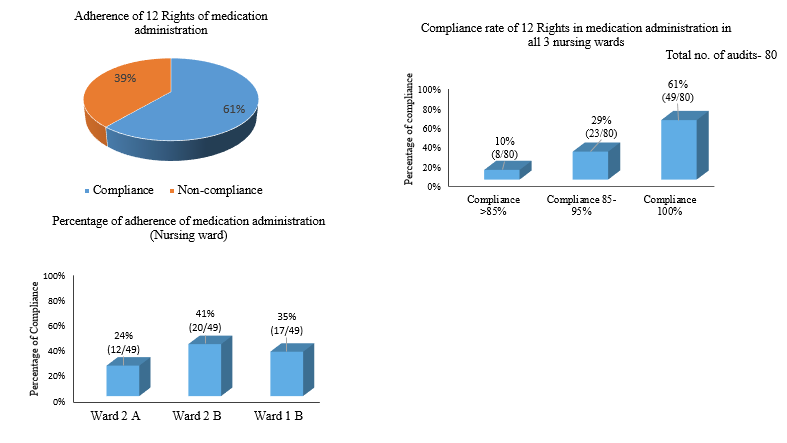 Adherence of 12 Rights of medication
administration
39%
61%
Compliance
Non-compliance
Compliance rate of 12 Rights in medication administration in
all 3 nursing wards
Total no. of audits- 80
Percentage of compliance
100%
80%
60%
40%
20%
0%
10%
(8/80)
29%
(23/80)
61%
(49/80)
Compliance
>85%
Compliance 85-
95%
Compliance
100%
Percentage of adherence of medication administration
(Nursing ward)
Percentage of Compliance
100%
80%
60%
40%
20%
0%
24%
(12/49)
41%
(20/49)
35%
(17/49)
Ward 2 A
Ward 2 B
Ward 1 B